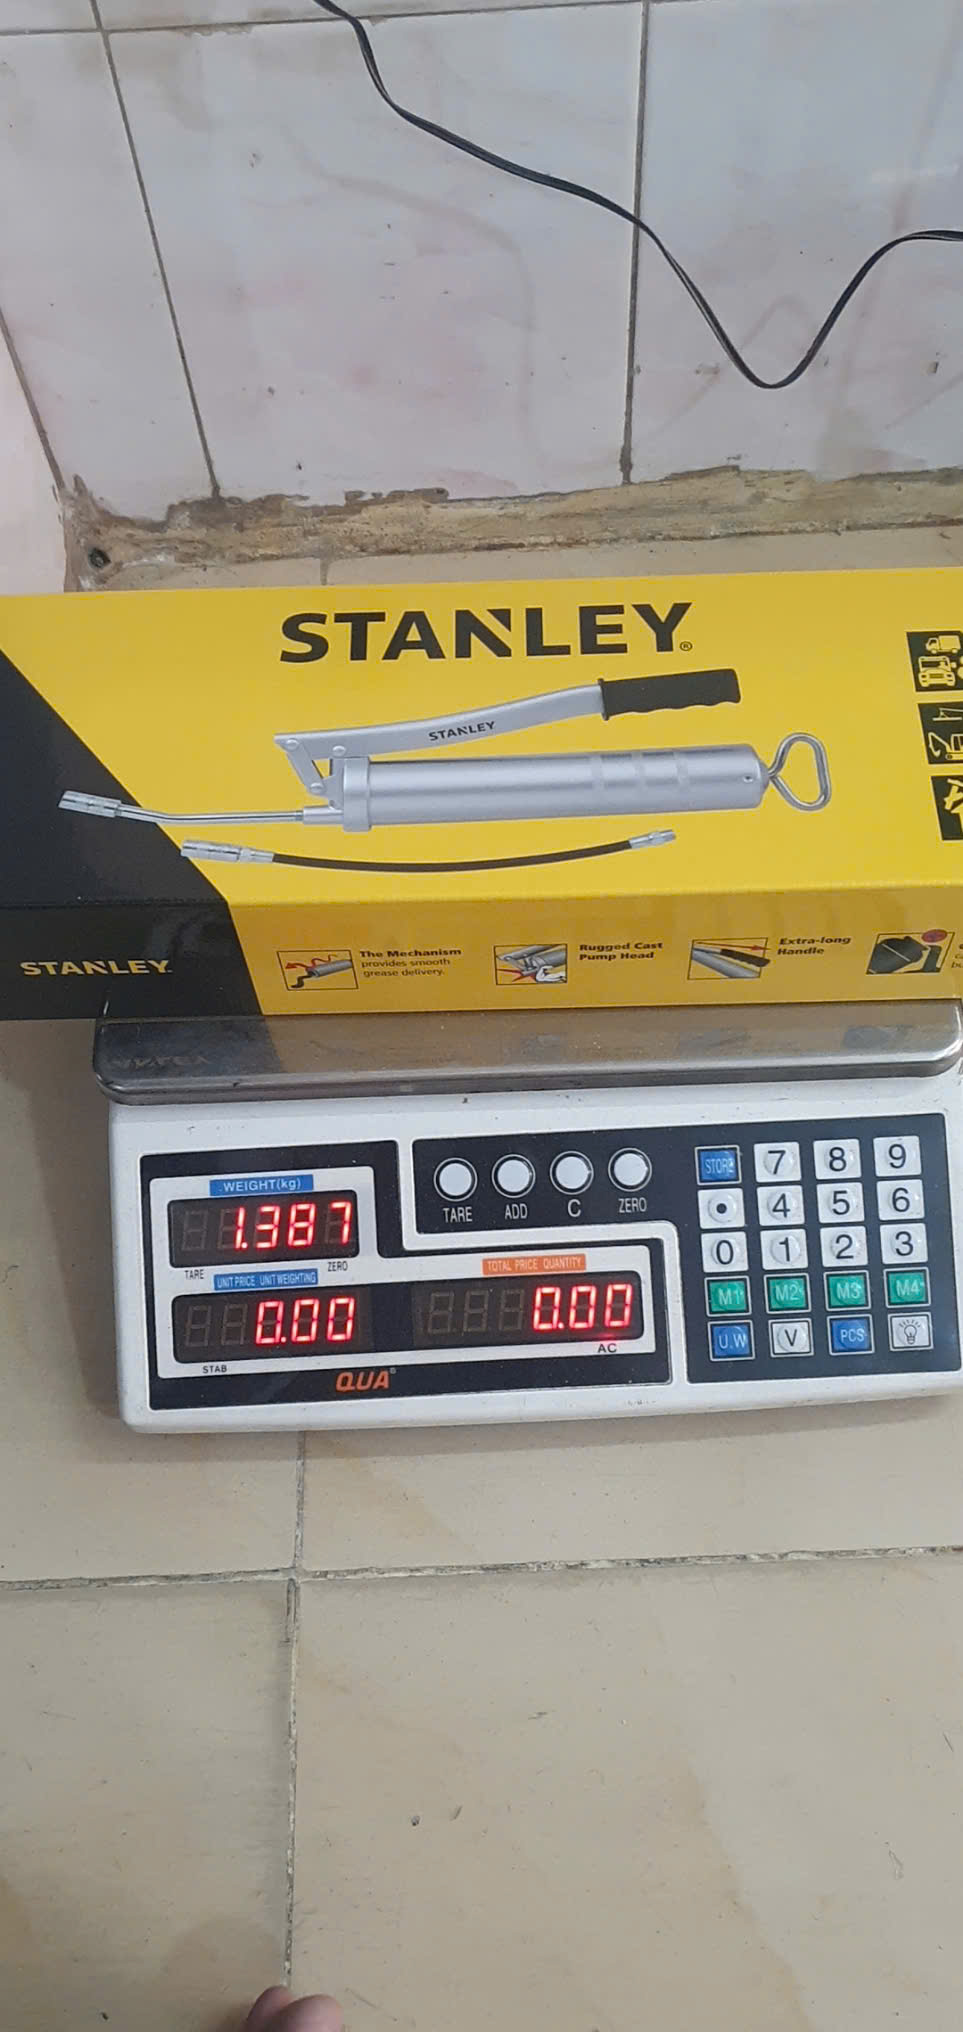 STANLEY®
STANLEY
STANLEY
The Mechanism
provides smooth
grease delivery.
Rugged Cast
Pump Head
Extra-long
Handle
WEIGHT(kg)
1.387
TARE
ZERO
UNIT PRICE UNIT WEIGHTING
0.00
STAB
TOTAL PRICE QUANTITY
0.00
AC
QUA®
TARE
ADD
C
ZERO
STORE
7
8
9
•
4
5
6
0
1
2
3
M1
M2
M3
M4
U.W
V
PCS